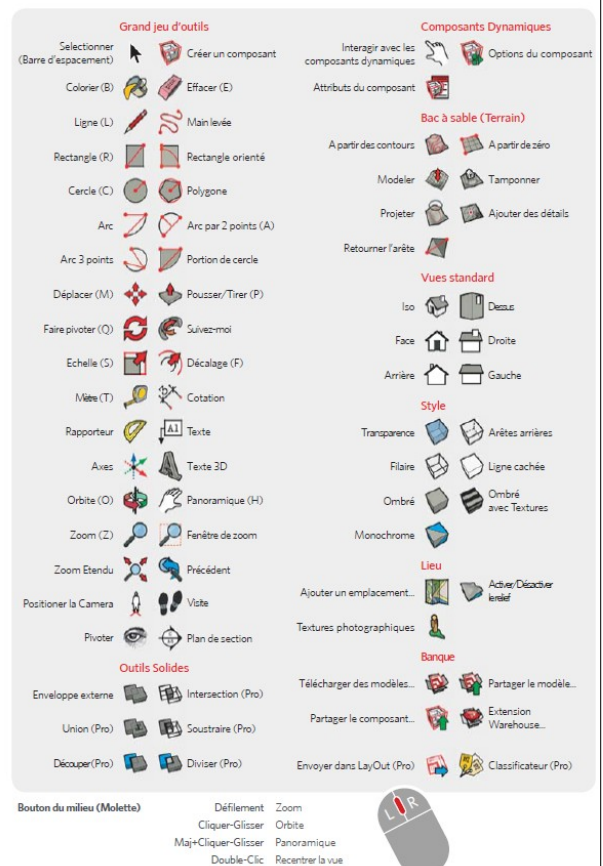 Grand jeu d'outils
Selectionner
(Barre d'espacement)
Créer un composant
Colorier (B)
Effacer (E)
Ligne (L)
Main levée
Rectangle (R)
Rectangle orienté
Cercle (C)
Polygone
Arc
Arc par 2 points (A)
Arc 3 points
Portion de cercle
Déplacer (M)
Pousser/Tirer (P)
Faire pivoter (Q)
Suivez-moi
Echelle (S)
Décalage (F)
Mètre (T)
Cotation
Rapporteur
A1
Texte
Axes
Texte 3D
Orbite (O)
Panoramique (H)
Zoom (Z)
Fenêtre de zoom
Zoom Etendu
Précédent
Positioner la Camera
Visite
Pivoter
Plan de section
Outils Solides
Enveloppe externe
Intersection (Pro)
Union (Pro)
Soustraire (Pro)
Découper (Pro)
Diviser (Pro)
Composants Dynamiques
Interagir avec les
composants dynamiques
Options du composant
Attributs du composant
Bac à sable (Terrain)
A partir des contours
A partir de zéro
Modeler
Tamponner
Projeter
Ajouter des détails
Retourner l'arête
Vues standard
Iso
Dessus
Face
Droite
Arrière
Gauche
Style
Transparence
Arêtes arrières
Filaire
Ligne cachée
Ombré
Ombré
avec Textures
Monochrome
Lieu
Ajouter un emplacement...
Activer/Désactiver
le relief
Textures photographiques
Banque
Télécharger des modèles...
Partager le modèle...
Partager le composant...
Extension
Warehouse...
Envoyer dans LayOut (Pro)
Classificateur (Pro)
Bouton du milieu (Molette)
Défilement Zoom
Cliquer-Glisser Orbite
Maj+Cliquer-Glisser Panoramique
Double-Clic Recentrer la vue
L R